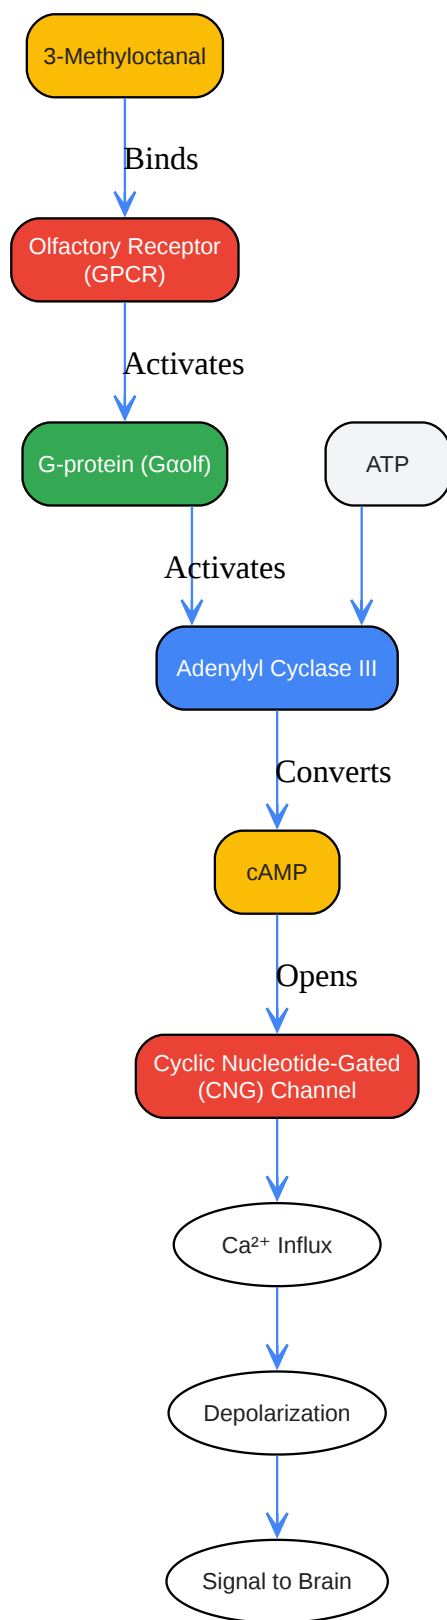 3-Methyloctanal
Binds
Olfactory Receptor
(GPCR)
Activates
G-protein (Gαolf)
ATP
Activates
Adenylyl Cyclase III
Converts
cAMP
Opens
Cyclic Nucleotide-Gated
(CNG) Channel
Ca²⁺ Influx
Depolarization
Signal to Brain